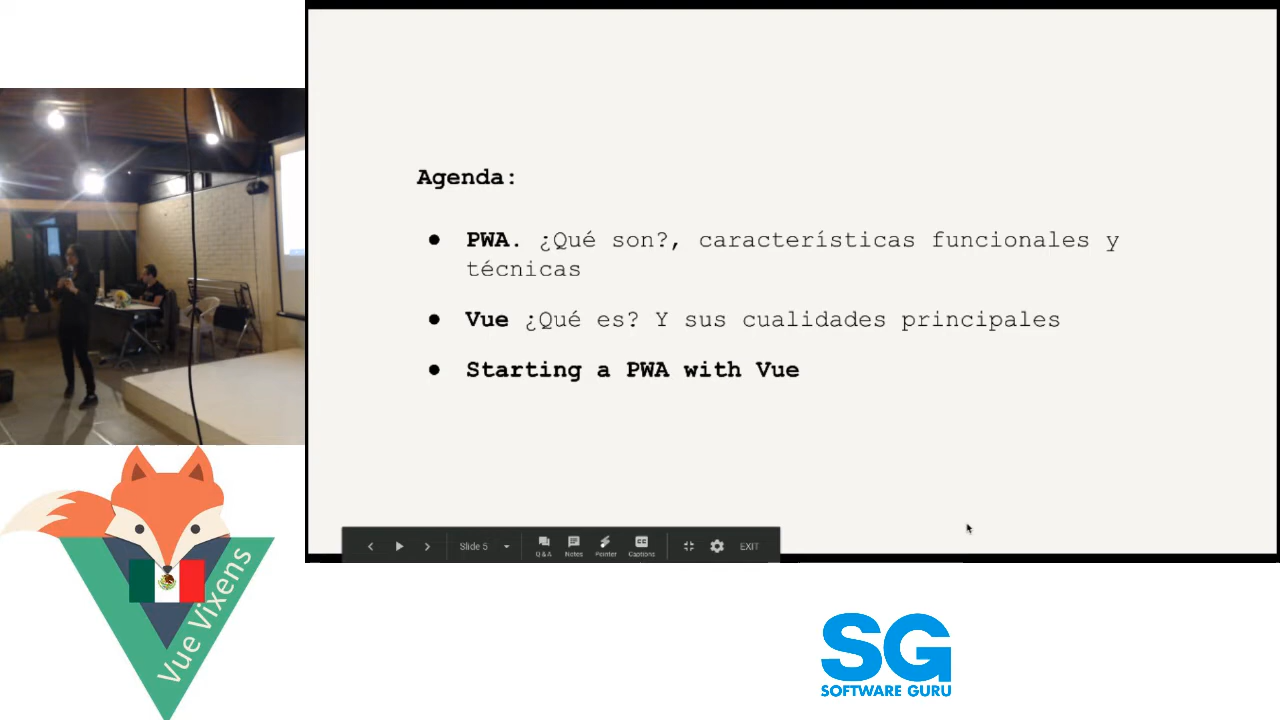 Agenda:
● PWA. ¿Qué son?, características funcionales y
técnicas
● Vue ¿Qué es? Y sus cualidades principales
● Starting a PWA with Vue
Slide 5
Q & A
Notes
Pointer
Captions
EXIT
Vue Vixens
SG
SOFTWARE GURU